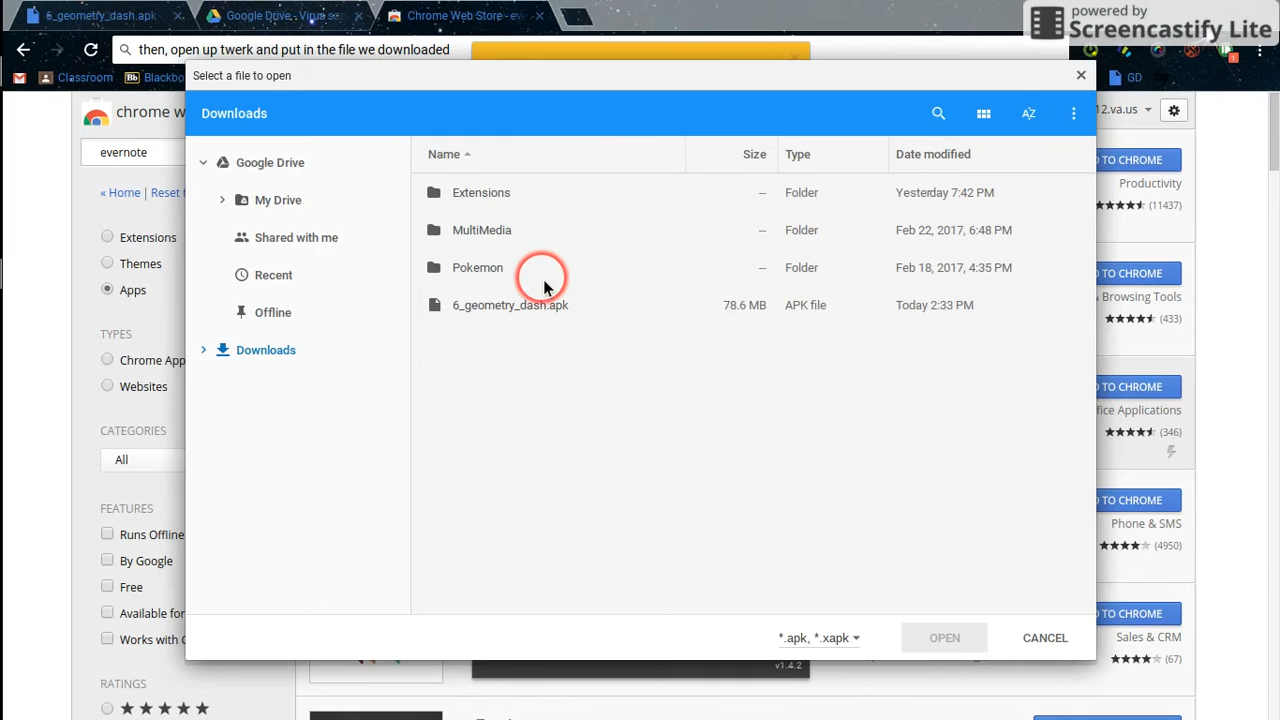 6_geometry_dash.apk
Google Drive - Virus sca
Chrome Web Store - eve
powered by
Screencastify Lite
then, open up twerk and put in the file we downloaded
Classroom
Bb Blackbo
GD
Select a file to open
Downloads
chrome w
12.va.us
evernote
Google Drive
Name
Size
Type
Date modified
D TO CHROME
Productivity
(11437)
« Home | Reset f
My Drive
Extensions
--
Folder
Yesterday 7:42 PM
Extensions
Shared with me
MultiMedia
--
Folder
Feb 22, 2017, 6:48 PM
Themes
Recent
Pokemon
--
Folder
Feb 18, 2017, 4:35 PM
D TO CHROME
& Browsing Tools
(433)
Apps
Offline
6_geometry_dash.apk
78.6 MB
APK file
Today 2:33 PM
TYPES
Downloads
Chrome App
Websites
D TO CHROME
ffice Applications
(346)
CATEGORIES
All
FEATURES
D TO CHROME
Phone & SMS
(4950)
Runs Offline
By Google
Free
Available for
Works with G
D TO CHROME
Sales & CRM
(67)
*.apk, *.xapk
OPEN
CANCEL
v1.4.2
RATINGS